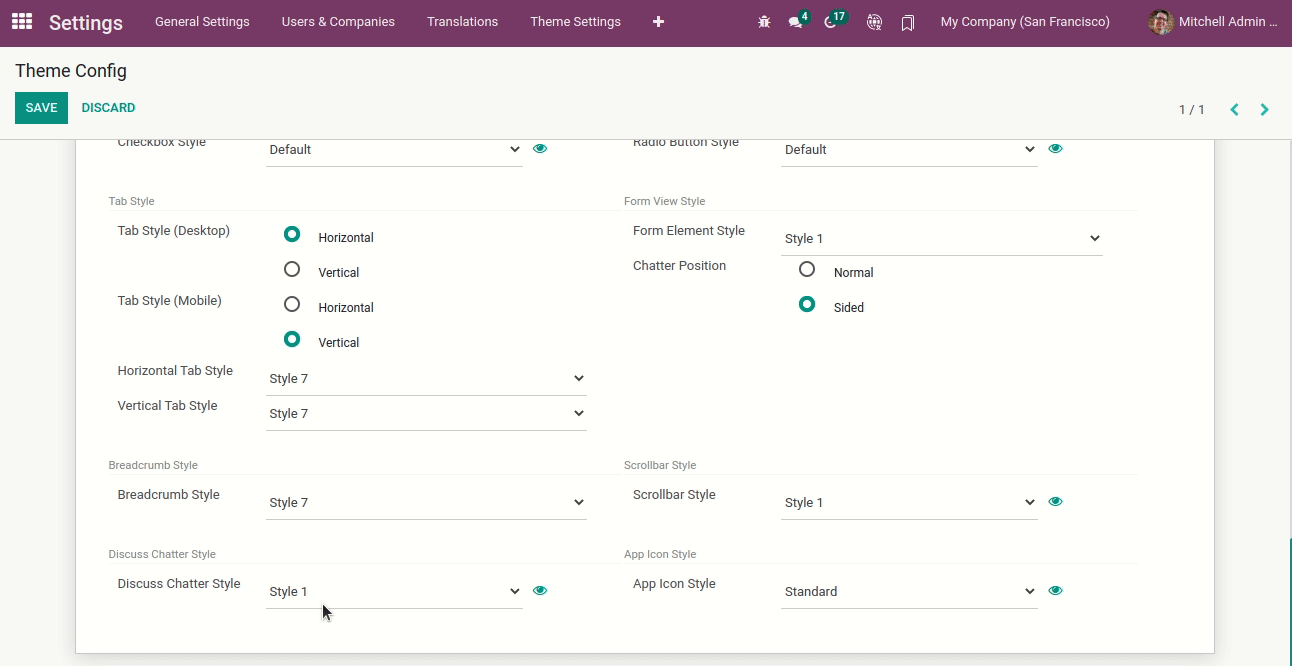 Settings General Settings Users & Companies Translations Theme Settings 4 17 My Company (San Francisco) Mitchell Admin ...
Theme Config
SAVE DISCARD 1 / 1
Checkbox Style Default Radio Button Style Default
Tab Style Form View Style
Tab Style (Desktop) Horizontal Form Element Style Style 1
Vertical Chatter Position Normal
Tab Style (Mobile) Horizontal Sided
Vertical
Horizontal Tab Style Style 7
Vertical Tab Style Style 7
Breadcrumb Style Scrollbar Style
Breadcrumb Style Style 7 Scrollbar Style Style 1
Discuss Chatter Style App Icon Style
Discuss Chatter Style Style 1 App Icon Style Standard